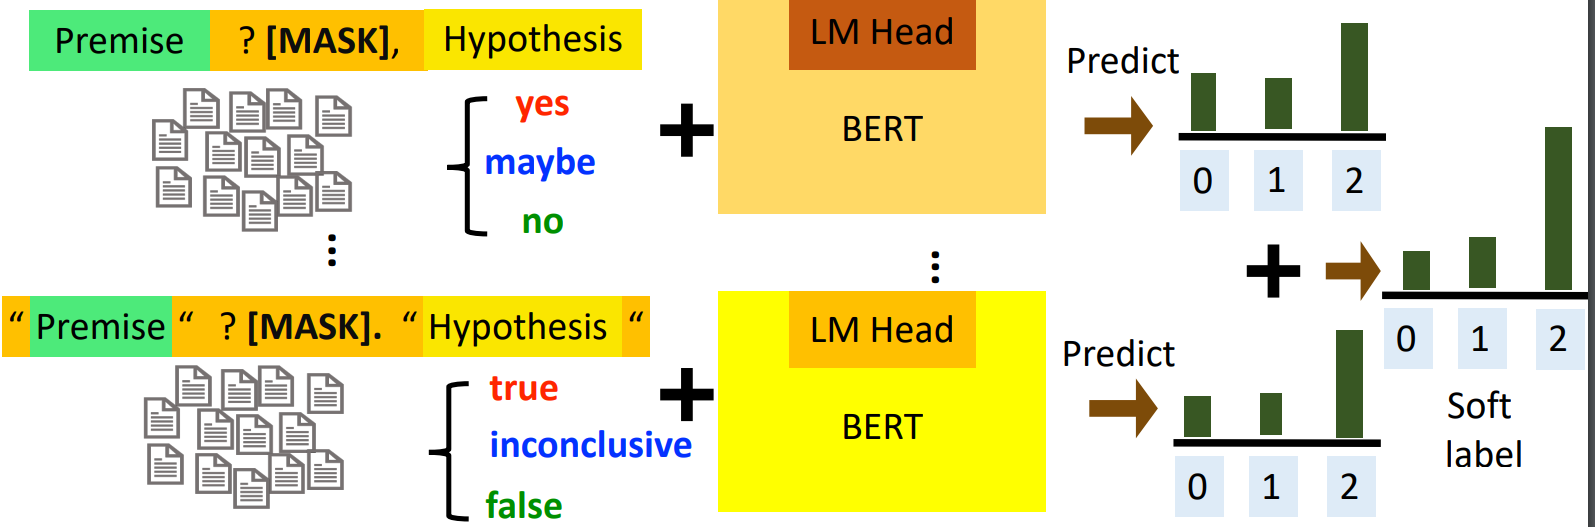 Premise ? [MASK], Hypothesis
yes
maybe
no
LM Head
BERT
Predict
0 1 2
“ Premise “ ? [MASK]. “ Hypothesis “
true
inconclusive
false
LM Head
BERT
Predict
0 1 2
0 1 2
Soft
label